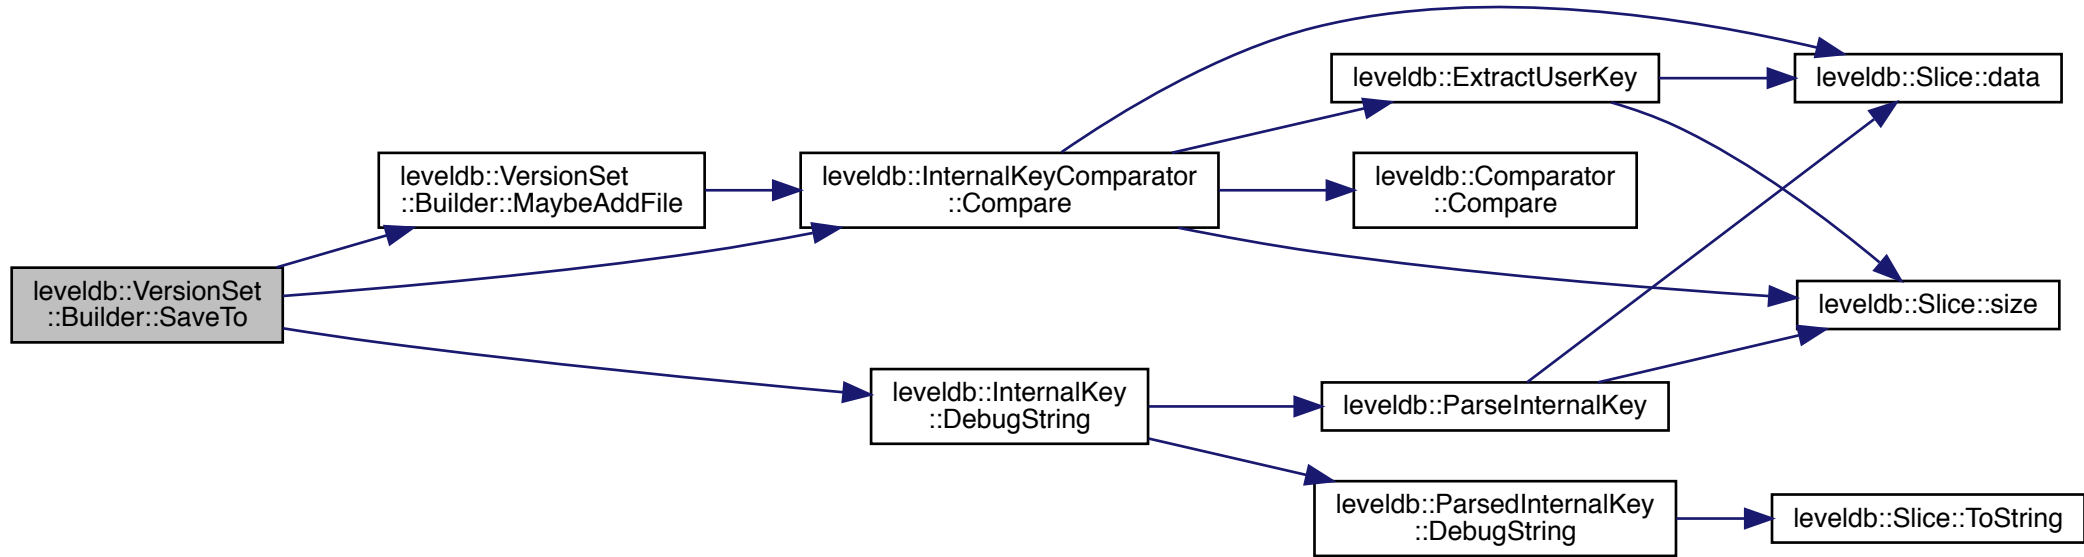 leveldb::VersionSet
::Builder::SaveTo
leveldb::VersionSet
::Builder::MaybeAddFile
leveldb::InternalKeyComparator
::Compare
leveldb::InternalKey
::DebugString
leveldb::ExtractUserKey
leveldb::Comparator
::Compare
leveldb::ParseInternalKey
leveldb::ParsedInternalKey
::DebugString
leveldb::Slice::data
leveldb::Slice::size
leveldb::Slice::ToString